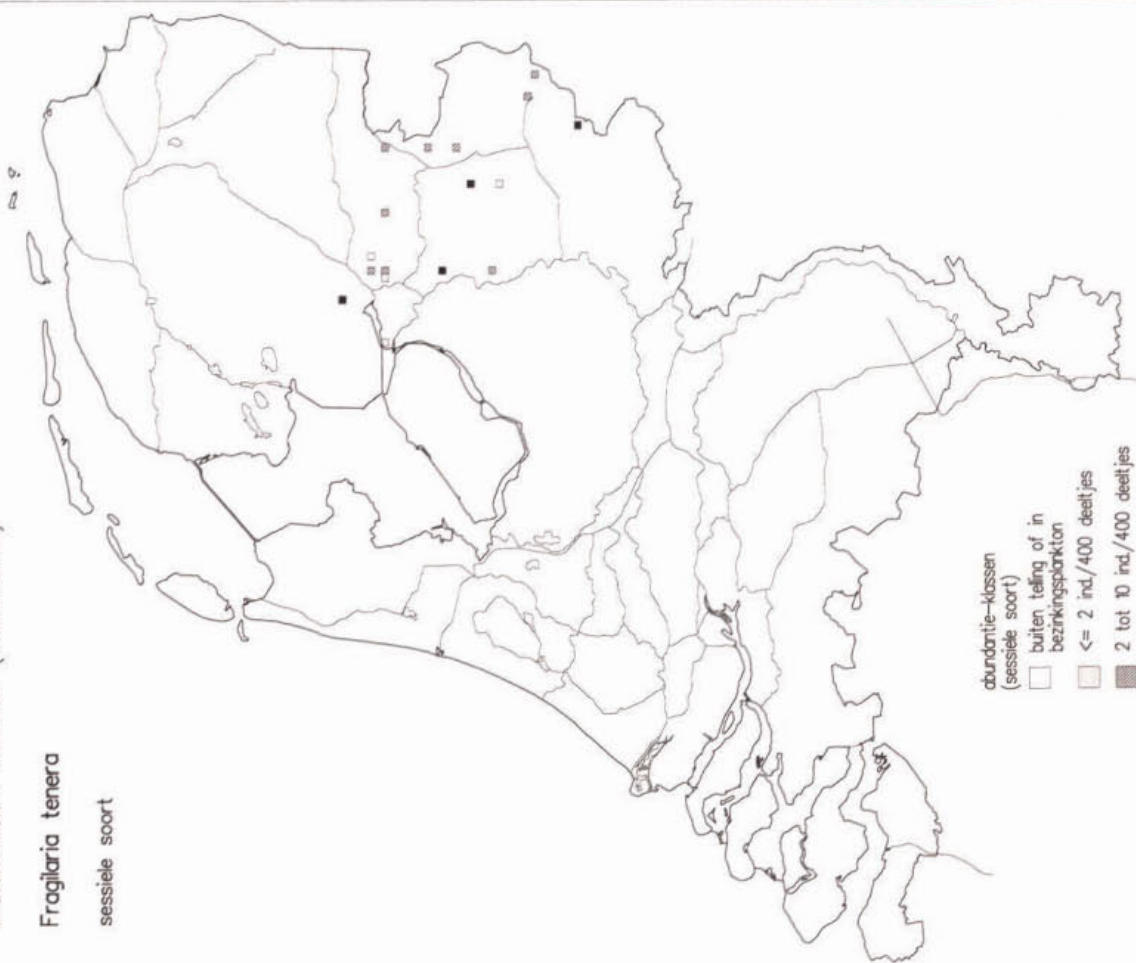 Fragilaria tenera
sessiele soort
abundantie-klassen
(sessiele soort)
buiten telling of in
bezinkingsplankton
<= 2 ind./400 deeltjes
2 tot 10 ind./400 deeltjes